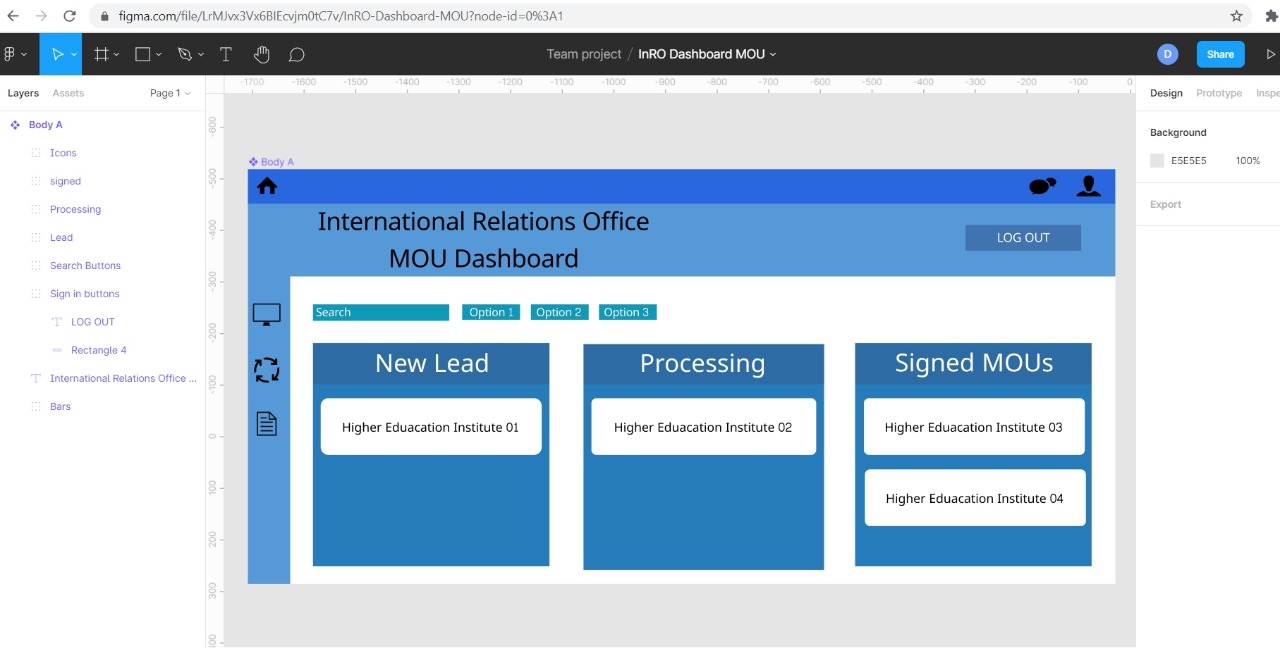 figma.com/file/LrMJvx3Vx6BIEcvjm0tC7v/InRO-Dashboard-MOU?node-id=0%3A1
Team project / InRO Dashboard MOU
D
Share
Layers
Assets
Page 1
Body A
Icons
signed
Processing
Lead
Search Buttons
Sign in buttons
LOG OUT
Rectangle 4
International Relations Office ...
Bars
-1700 -1600 -1500 -1400 -1300 -1200 -1100 -1000 -900 -800 -700 -600 -500 -400 -300 -200 -100 0
-600
-500
-400
-300
-200
-100
0
100
200
300
Body A
International Relations Office
MOU Dashboard
LOG OUT
Search
Option 1
Option 2
Option 3
New Lead
Higher Eduacation Institute 01
Processing
Higher Eduacation Institute 02
Signed MOUs
Higher Eduacation Institute 03
Higher Eduacation Institute 04
Design
Prototype
Inspe
Background
E5E5E5
100%
Export